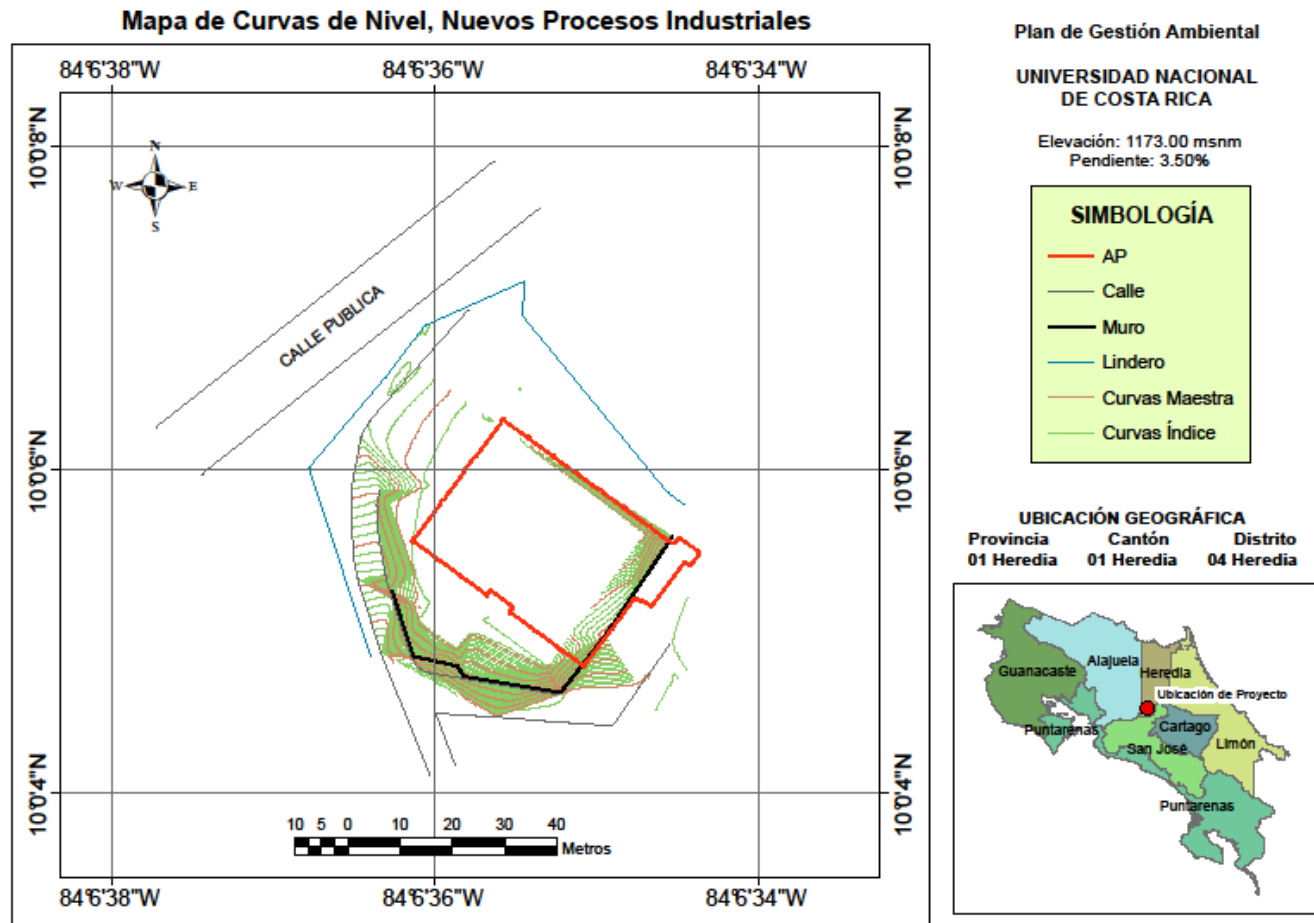 Mapa de Curvas de Nivel, Nuevos Procesos Industriales
84°6'38"W 84°6'36"W 84°6'34"W
10°0'8"N 10°0'8"N
N
W E
S
CALLE PUBLICA
10°0'6"N 10°0'6"N
10°0'4"N 10°0'4"N
10 5 0 10 20 30 40
Metros
84°6'38"W 84°6'36"W 84°6'34"W
Plan de Gestión Ambiental
UNIVERSIDAD NACIONAL
DE COSTA RICA
Elevación: 1173.00 msnm
Pendiente: 3.50%
SIMBOLOGÍA
AP
Calle
Muro
Lindero
Curvas Maestra
Curvas Índice
UBICACIÓN GEOGRÁFICA
Provincia Cantón Distrito
01 Heredia 01 Heredia 04 Heredia
Guanacaste
Alajuela
Heredia
Ubicación de Proyecto
Puntarenas
Cartago
San José
Limón
Puntarenas